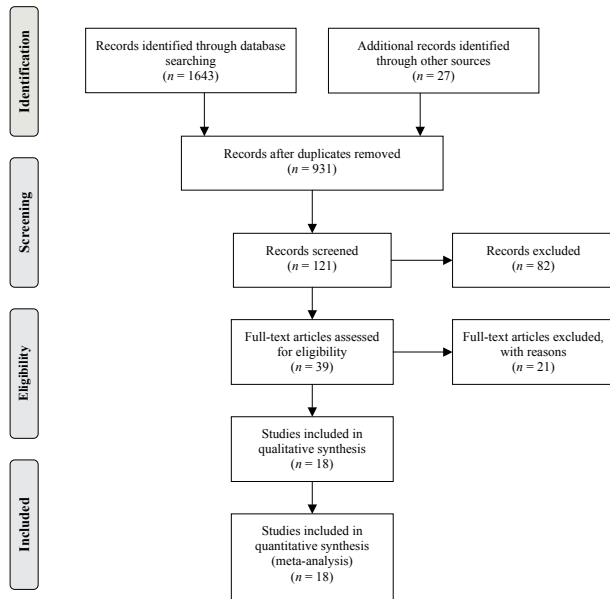 Identification
Records identified through database
searching
(n = 1643)
Additional records identified
through other sources
(n = 27)
Records after duplicates removed
(n = 931)
Screening
Records screened
(n = 121)
Records excluded
(n = 82)
Eligibility
Full-text articles assessed
for eligibility
(n = 39)
Full-text articles excluded,
with reasons
(n = 21)
Studies included in
qualitative synthesis
(n = 18)
Included
Studies included in
quantitative synthesis
(meta-analysis)
(n = 18)